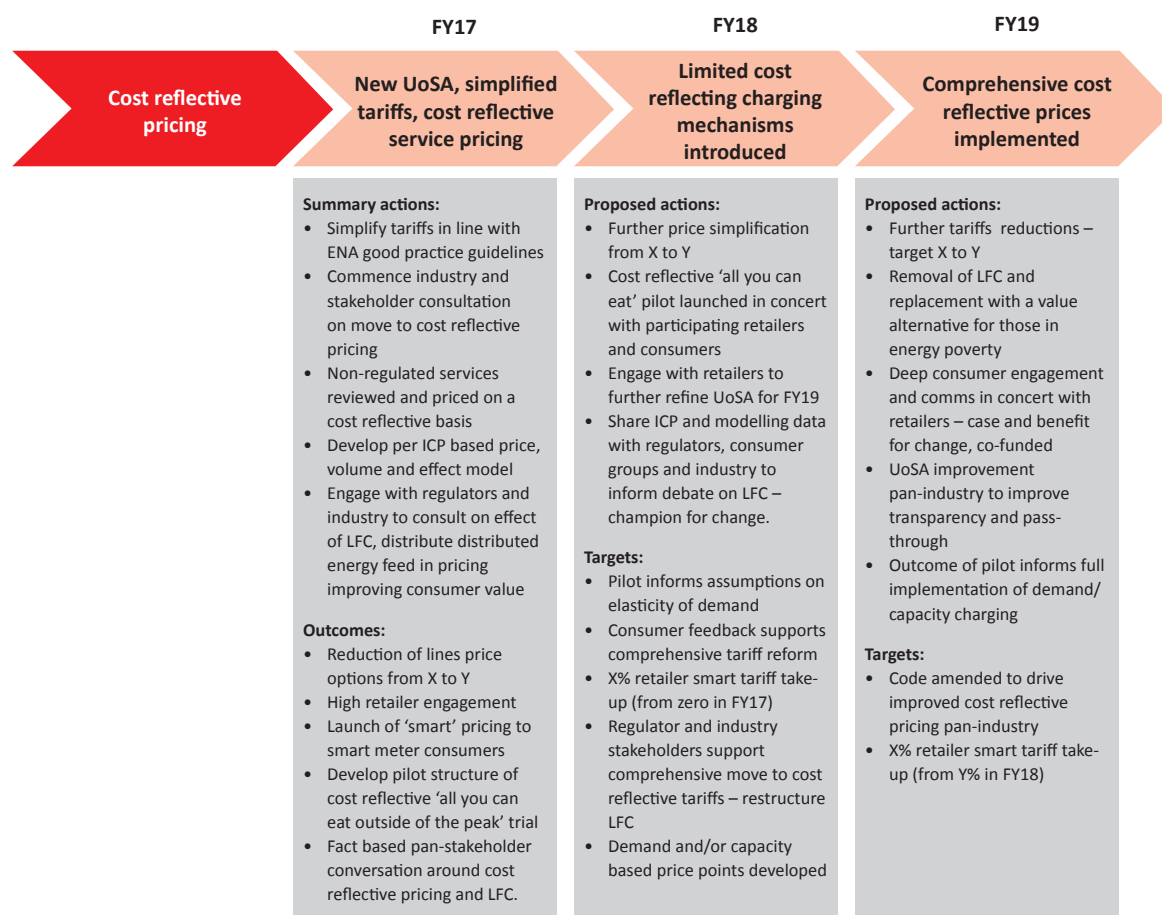 FY17
FY18
FY19
Cost reflective
pricing
New UoSA, simplified
tariffs, cost reflective
service pricing
Limited cost
reflecting charging
mechanisms
introduced
Comprehensive cost
reflective prices
implemented
Summary actions:
• Simplify tariffs in line with
ENA good practice guidelines
• Commence industry and
stakeholder consultation
on move to cost reflective
pricing
• Non-regulated services
reviewed and priced on a
cost reflective basis
• Develop per ICP based price,
volume and effect model
• Engage with regulators and
industry to consult on effect
of LFC, distribute distributed
energy feed in pricing
improving consumer value
Outcomes:
• Reduction of lines price
options from X to Y
• High retailer engagement
• Launch of ‘smart’ pricing to
smart meter consumers
• Develop pilot structure of
cost reflective ‘all you can
eat outside of the peak’ trial
• Fact based pan-stakeholder
conversation around cost
reflective pricing and LFC.
Proposed actions:
• Further price simplification
from X to Y
• Cost reflective ‘all you can
eat’ pilot launched in concert
with participating retailers
and consumers
• Engage with retailers to
further refine UoSA for FY19
• Share ICP and modelling data
with regulators, consumer
groups and industry to
inform debate on LFC –
champion for change.
Targets:
• Pilot informs assumptions on
elasticity of demand
• Consumer feedback supports
comprehensive tariff reform
• X% retailer smart tariff take-
up (from zero in FY17)
• Regulator and industry
stakeholders support
comprehensive move to cost
reflective tariffs – restructure
LFC
• Demand and/or capacity
based price points developed
Proposed actions:
• Further tariffs reductions –
target X to Y
• Removal of LFC and
replacement with a value
alternative for those in
energy poverty
• Deep consumer engagement
and comms in concert with
retailers – case and benefit
for change, co-funded
• UoSA improvement
pan-industry to improve
transparency and pass-
through
• Outcome of pilot informs full
implementation of demand/
capacity charging
Targets:
• Code amended to drive
improved cost reflective
pricing pan-industry
• X% retailer smart tariff take-
up (from Y% in FY18)